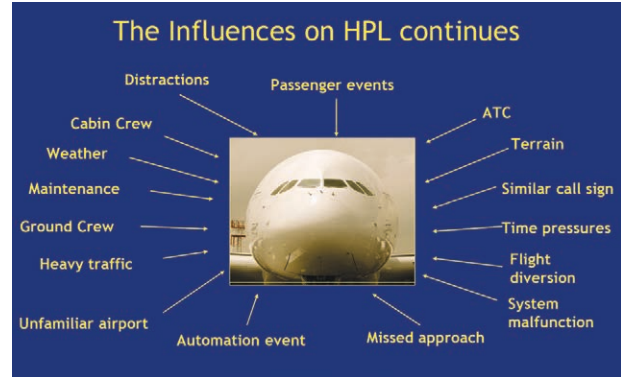 The Influences on HPL continues
Distractions
Passenger events
ATC
Cabin Crew
Terrain
Weather
Maintenance
Similar call sign
Ground Crew
Time pressures
Heavy traffic
Flight
diversion
System
malfunction
Unfamiliar airport
Automation event
Missed approach